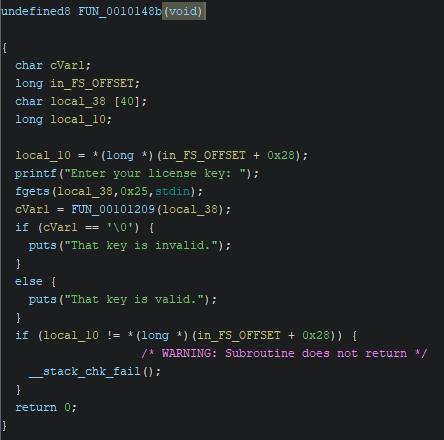 undefined8 FUN_0010148b(void)
{
char cVar1;
long in_FS_OFFSET;
char local_38 [40];
long local_10;
local_10 = *(long *)(in_FS_OFFSET + 0x28);
printf("Enter your license key: ");
fgets(local_38,0x25,stdin);
cVar1 = FUN_00101209(local_38);
if (cVar1 == '\0') {
puts("That key is invalid.");
}
else {
puts("That key is valid.");
}
if (local_10 != *(long *)(in_FS_OFFSET + 0x28)) {
/* WARNING: Subroutine does not return */
__stack_chk_fail();
}
return 0;
}